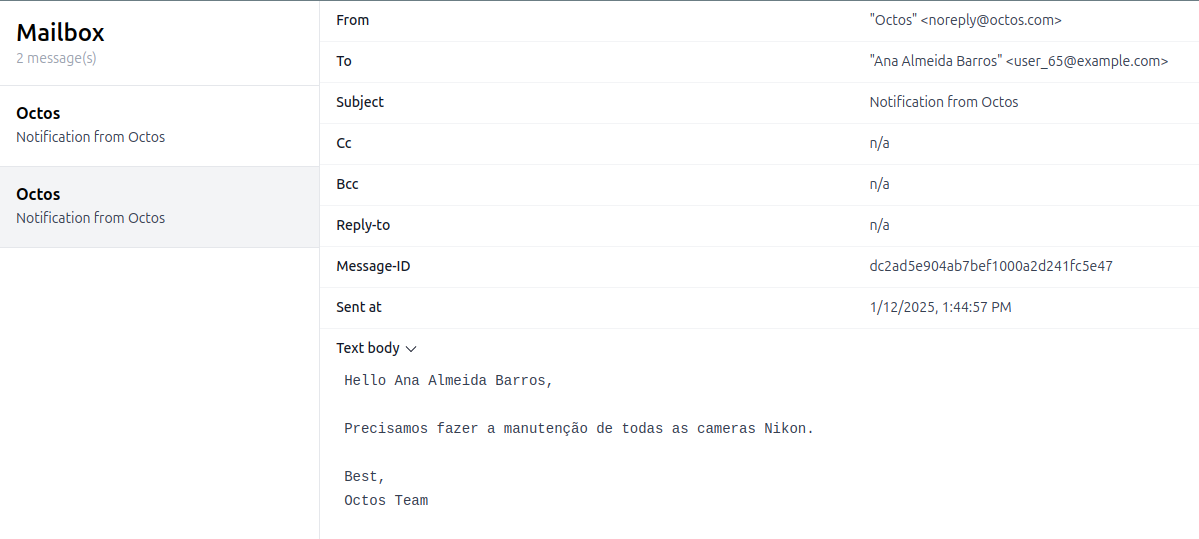 Mailbox
2 message(s)
Octos
Notification from Octos
Octos
Notification from Octos
From "Octos" <noreply@octos.com>
To "Ana Almeida Barros" <user_65@example.com>
Subject Notification from Octos
Cc n/a
Bcc n/a
Reply-to n/a
Message-ID dc2ad5e904ab7bef1000a2d241fc5e47
Sent at 1/12/2025, 1:44:57 PM
Text body
Hello Ana Almeida Barros,
Precisamos fazer a manutenção de todas as cameras Nikon.
Best,
Octos Team